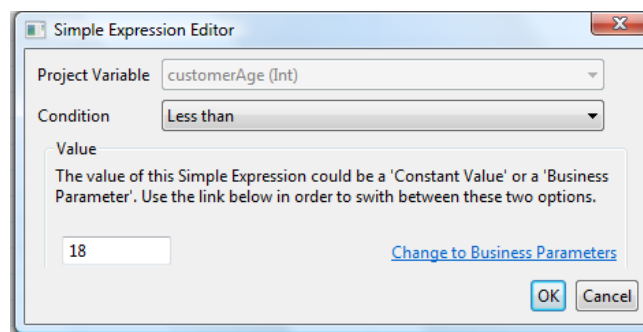 Simple Expression Editor
Project Variable customerAge (Int)
Condition Less than
Value
The value of this Simple Expression could be a 'Constant Value' or a 'Business
Parameter'. Use the link below in order to swith between these two options.
18 Change to Business Parameters
OK Cancel